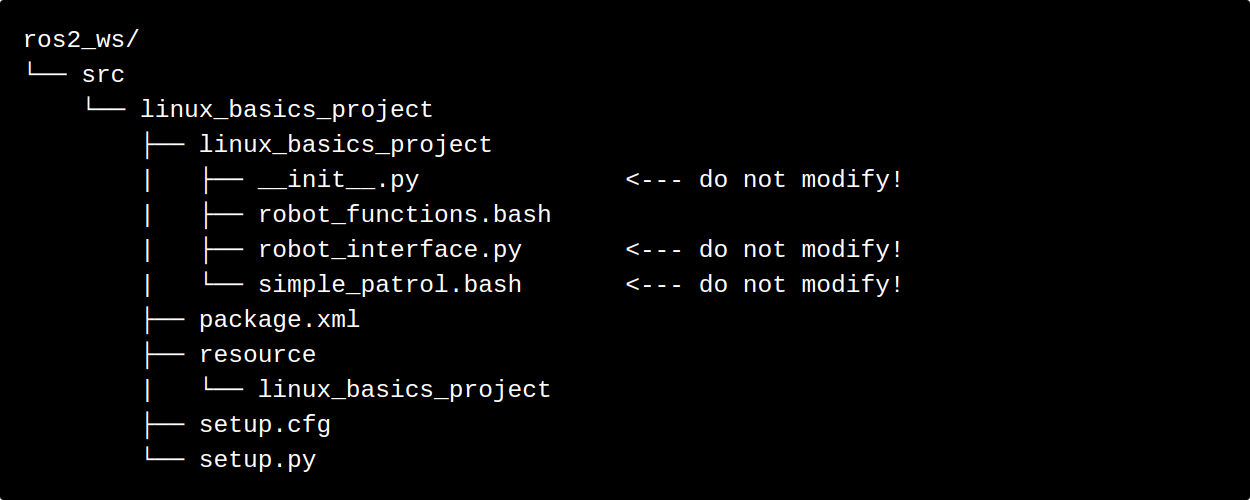 ros2_ws/
└── src
    └── linux_basics_project
        ├── linux_basics_project
        |   ├── __init__.py              <--- do not modify!
        |   ├── robot_functions.bash
        |   ├── robot_interface.py       <--- do not modify!
        |   └── simple_patrol.bash       <--- do not modify!
        ├── package.xml
        ├── resource
        |   └── linux_basics_project
        ├── setup.cfg
        └── setup.py